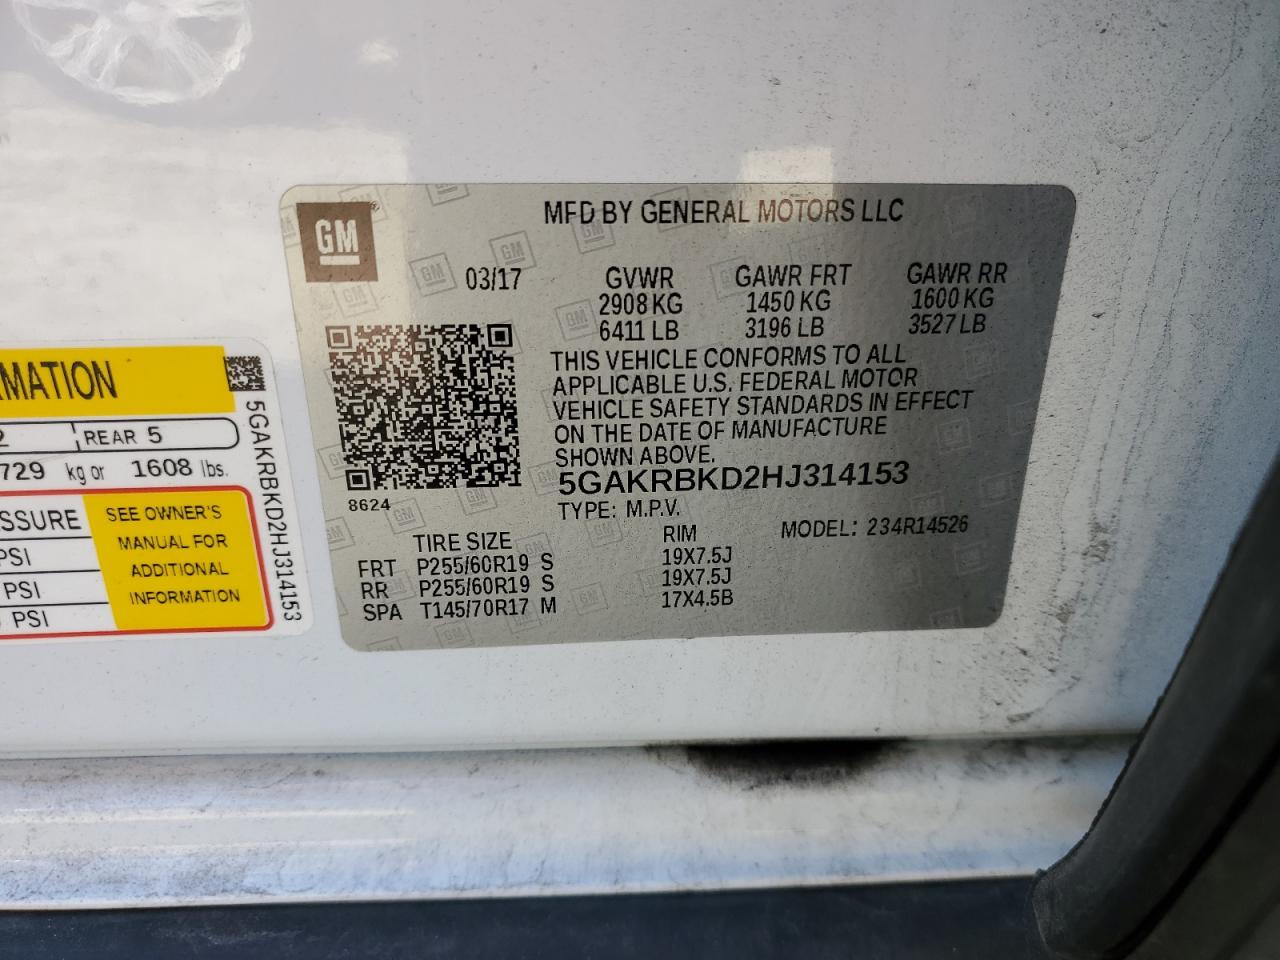 GM
MFD BY GENERAL MOTORS LLC
03/17
GVWR GAWR FRT GAWR RR
2908 KG 1450 KG 1600 KG
6411 LB 3196 LB 3527 LB
THIS VEHICLE CONFORMS TO ALL
APPLICABLE U.S. FEDERAL MOTOR
VEHICLE SAFETY STANDARDS IN EFFECT
ON THE DATE OF MANUFACTURE
SHOWN ABOVE.
5GAKRBKD2HJ314153
8624
TYPE: M.P.V. MODEL: 234R14526
TIRE SIZE RIM
FRT P255/60R19 S 19X7.5J
RR P255/60R19 S 19X7.5J
SPA T145/70R17 M 17X4.5B
REAR 5
729 kg or 1608 lbs.
PSI
PSI
PSI
SEE OWNER'S
MANUAL FOR
ADDITIONAL
INFORMATION
5GAKRBKD2HJ314153